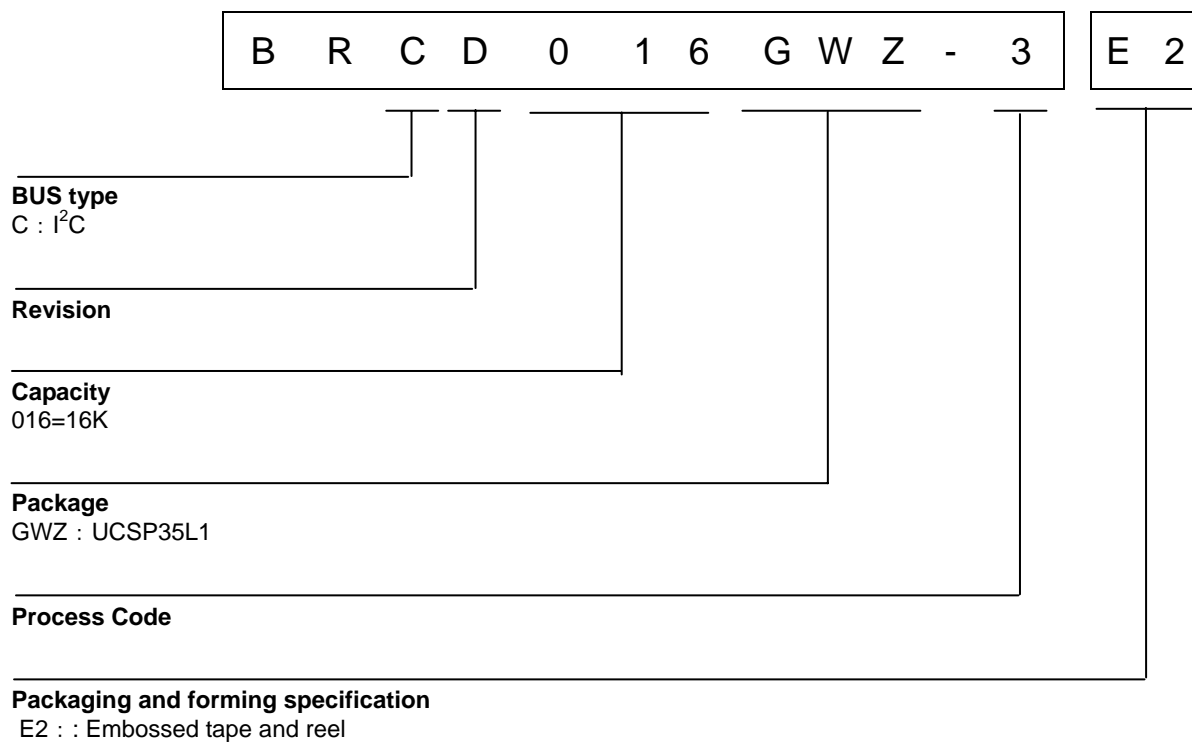 B R C D 0 1 6 G W Z - 3 E 2
BUS type
C : I²C
Revision
Capacity
016=16K
Package
GWZ : UCSP35L1
Process Code
Packaging and forming specification
E2 : : Embossed tape and reel